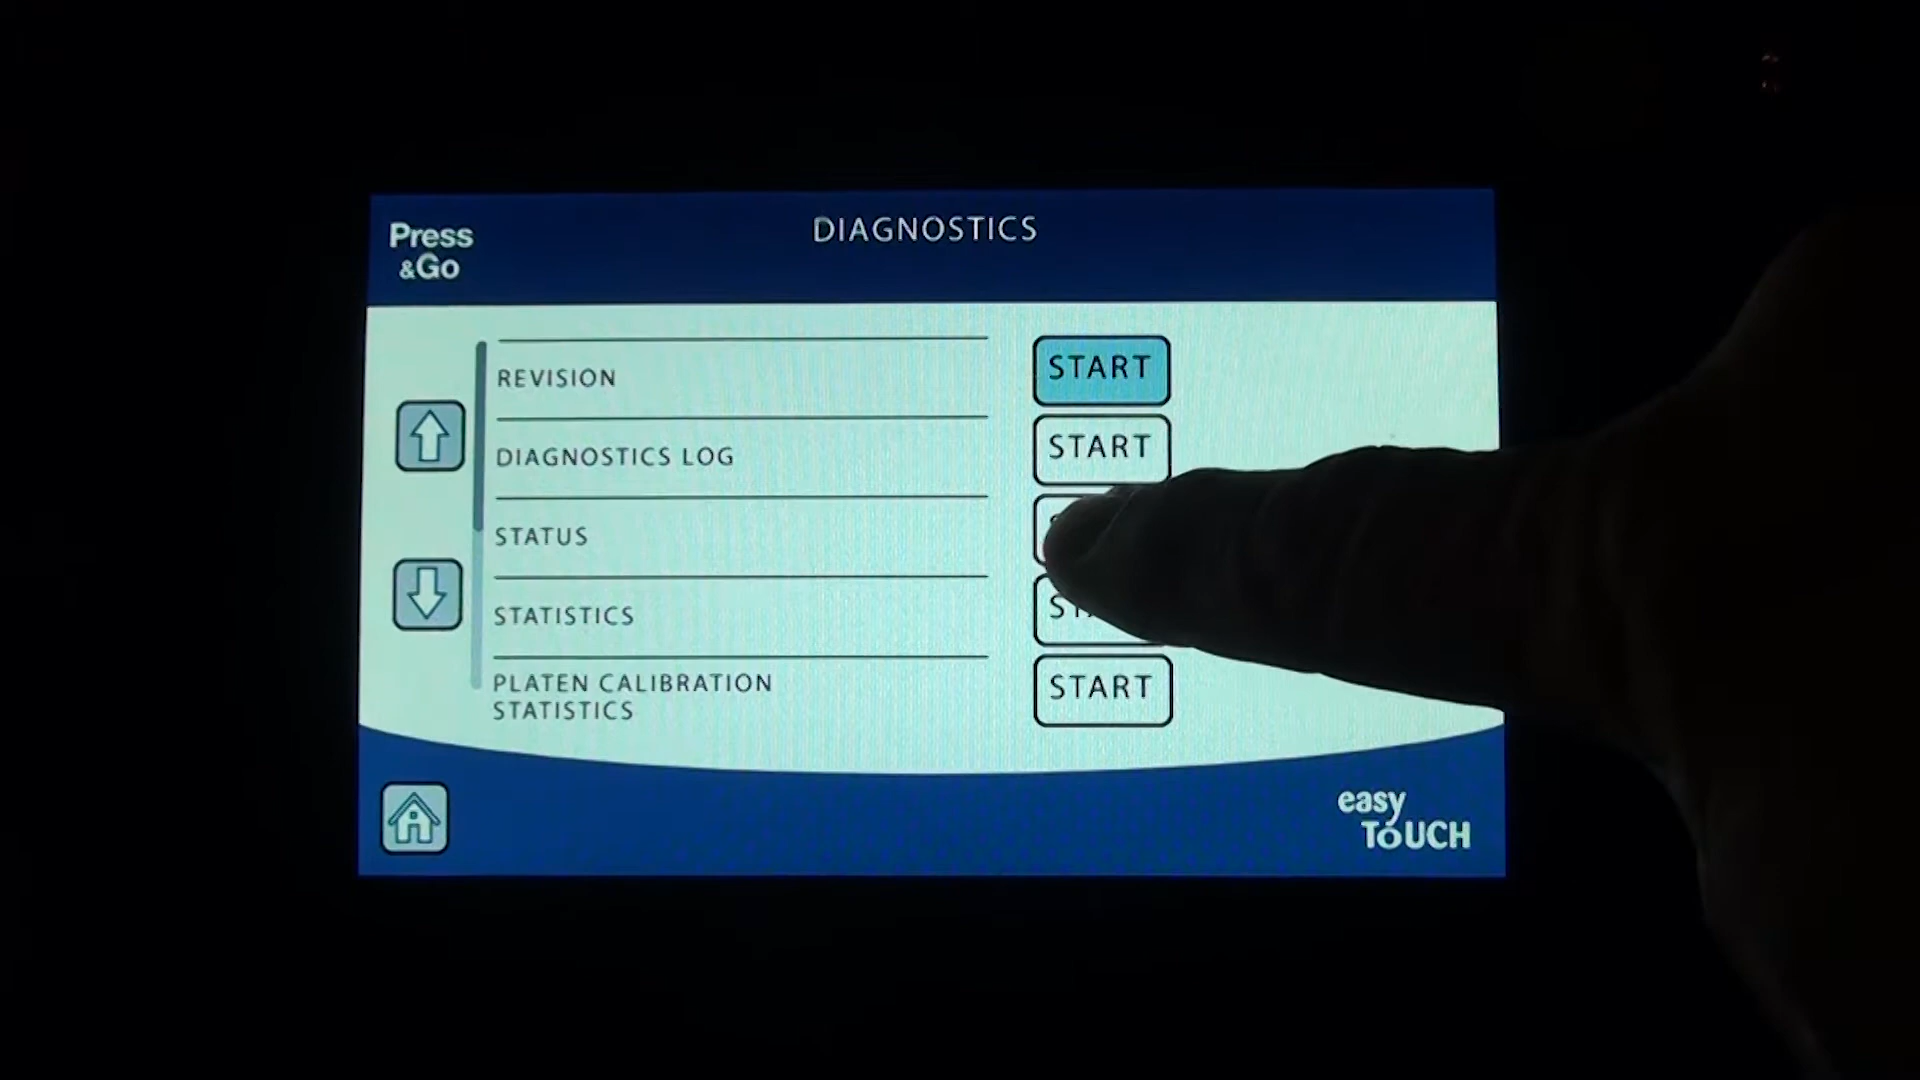 Press
&Go
DIAGNOSTICS
REVISION
START
DIAGNOSTICS LOG
START
STATUS
STATISTICS
PLATEN CALIBRATION
STATISTICS
START
easy
TOUCH